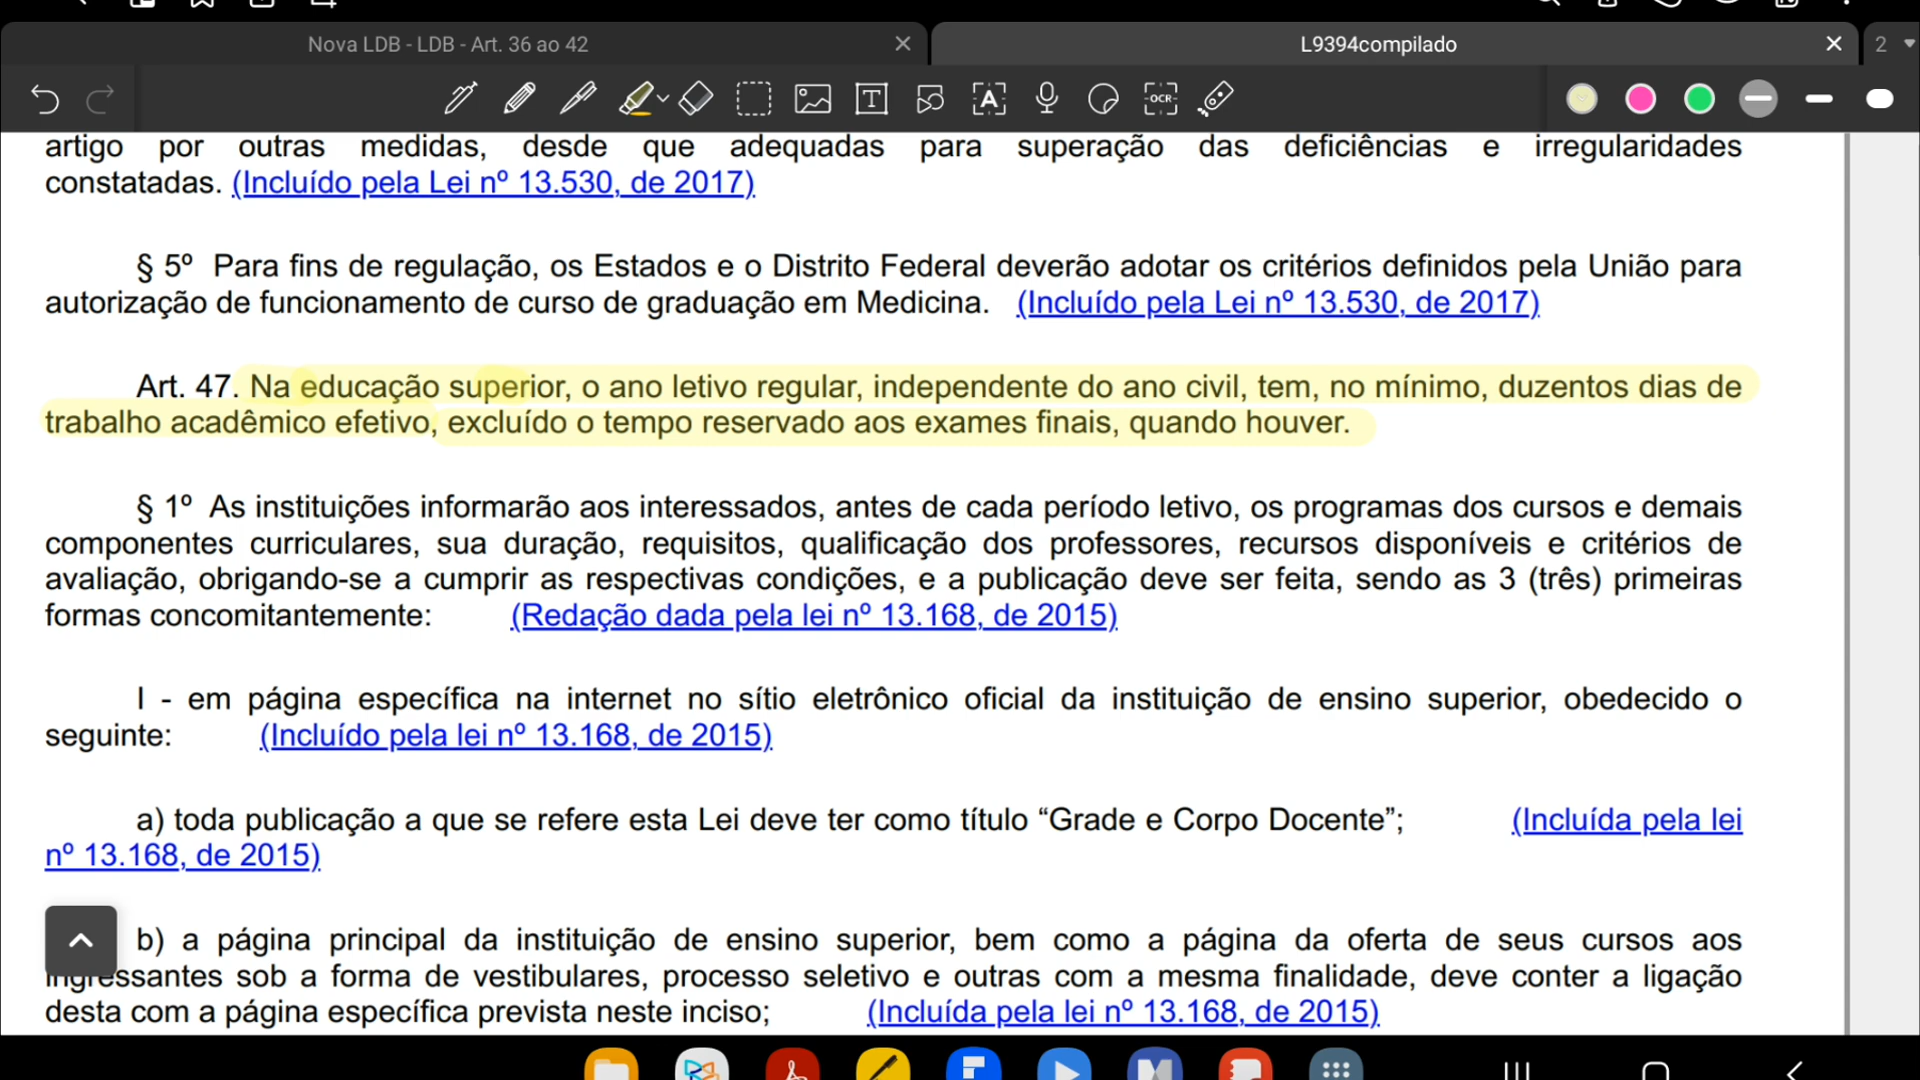 Nova LDB - LDB - Art. 36 ao 42
L9394compilado
2
artigo por outras medidas, desde que adequadas para superação das deficiências e irregularidades
constatadas. (Incluído pela Lei nº 13.530, de 2017)
§ 5º Para fins de regulação, os Estados e o Distrito Federal deverão adotar os critérios definidos pela União para
autorização de funcionamento de curso de graduação em Medicina. (Incluído pela Lei nº 13.530, de 2017)
Art. 47. Na educação superior, o ano letivo regular, independente do ano civil, tem, no mínimo, duzentos dias de
trabalho acadêmico efetivo, excluído o tempo reservado aos exames finais, quando houver.
§ 1º As instituições informarão aos interessados, antes de cada período letivo, os programas dos cursos e demais
componentes curriculares, sua duração, requisitos, qualificação dos professores, recursos disponíveis e critérios de
avaliação, obrigando-se a cumprir as respectivas condições, e a publicação deve ser feita, sendo as 3 (três) primeiras
formas concomitantemente: (Redação dada pela lei nº 13.168, de 2015)
I - em página específica na internet no sítio eletrônico oficial da instituição de ensino superior, obedecido o
seguinte: (Incluído pela lei nº 13.168, de 2015)
a) toda publicação a que se refere esta Lei deve ter como título “Grade e Corpo Docente”; (Incluída pela lei
nº 13.168, de 2015)
b) a página principal da instituição de ensino superior, bem como a página da oferta de seus cursos aos
ingressantes sob a forma de vestibulares, processo seletivo e outras com a mesma finalidade, deve conter a ligação
desta com a página específica prevista neste inciso; (Incluída pela lei nº 13.168, de 2015)